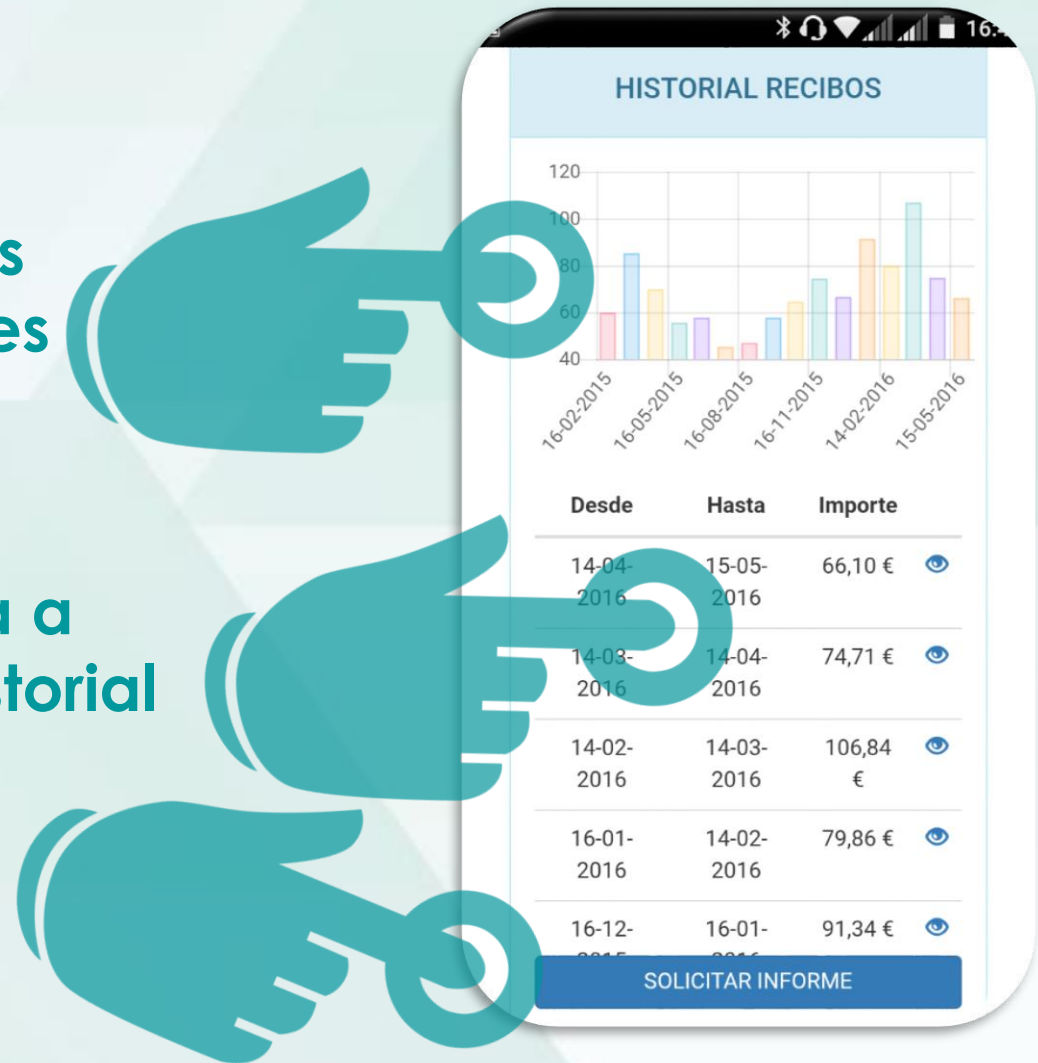 16:4
HISTORIAL RECIBOS
120
100
80
60
40
16-02-2015
16-05-2015
16-08-2015
16-11-2015
14-02-2016
15-05-2016
s
es
a a
storial
Desde Hasta Importe
14-04- 15-05- 66,10 €
2016 2016
14-03- 14-04- 74,71 €
2016 2016
14-02- 14-03- 106,84
2016 2016 €
16-01- 14-02- 79,86 €
2016 2016
16-12- 16-01- 91,34 €
SOLICITAR INFORME